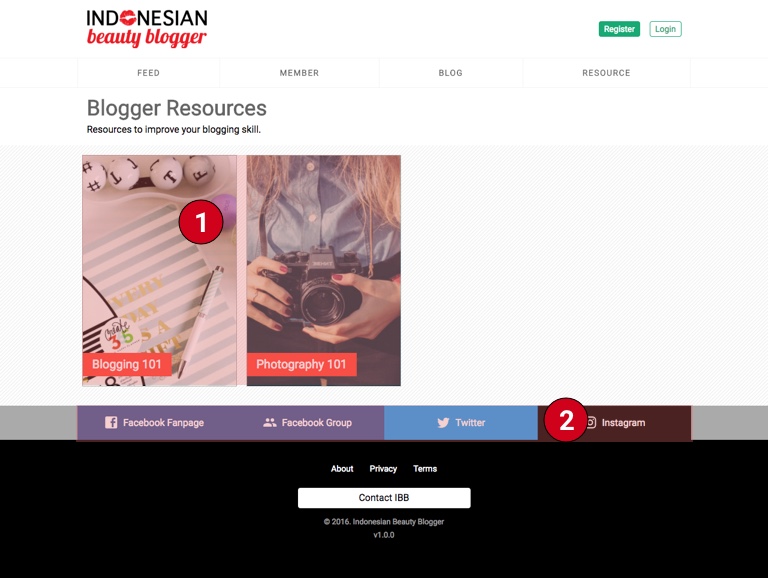 INDONESIAN
beauty blogger
Register
Login
FEED
MEMBER
BLOG
RESOURCE
Blogger Resources
Resources to improve your blogging skill.
# L T F
1
create
35
Blogging 101
Photography 101
Facebook Fanpage
Facebook Group
Twitter
2
Instagram
About
Privacy
Terms
Contact IBB
© 2016. Indonesian Beauty Blogger
v1.0.0